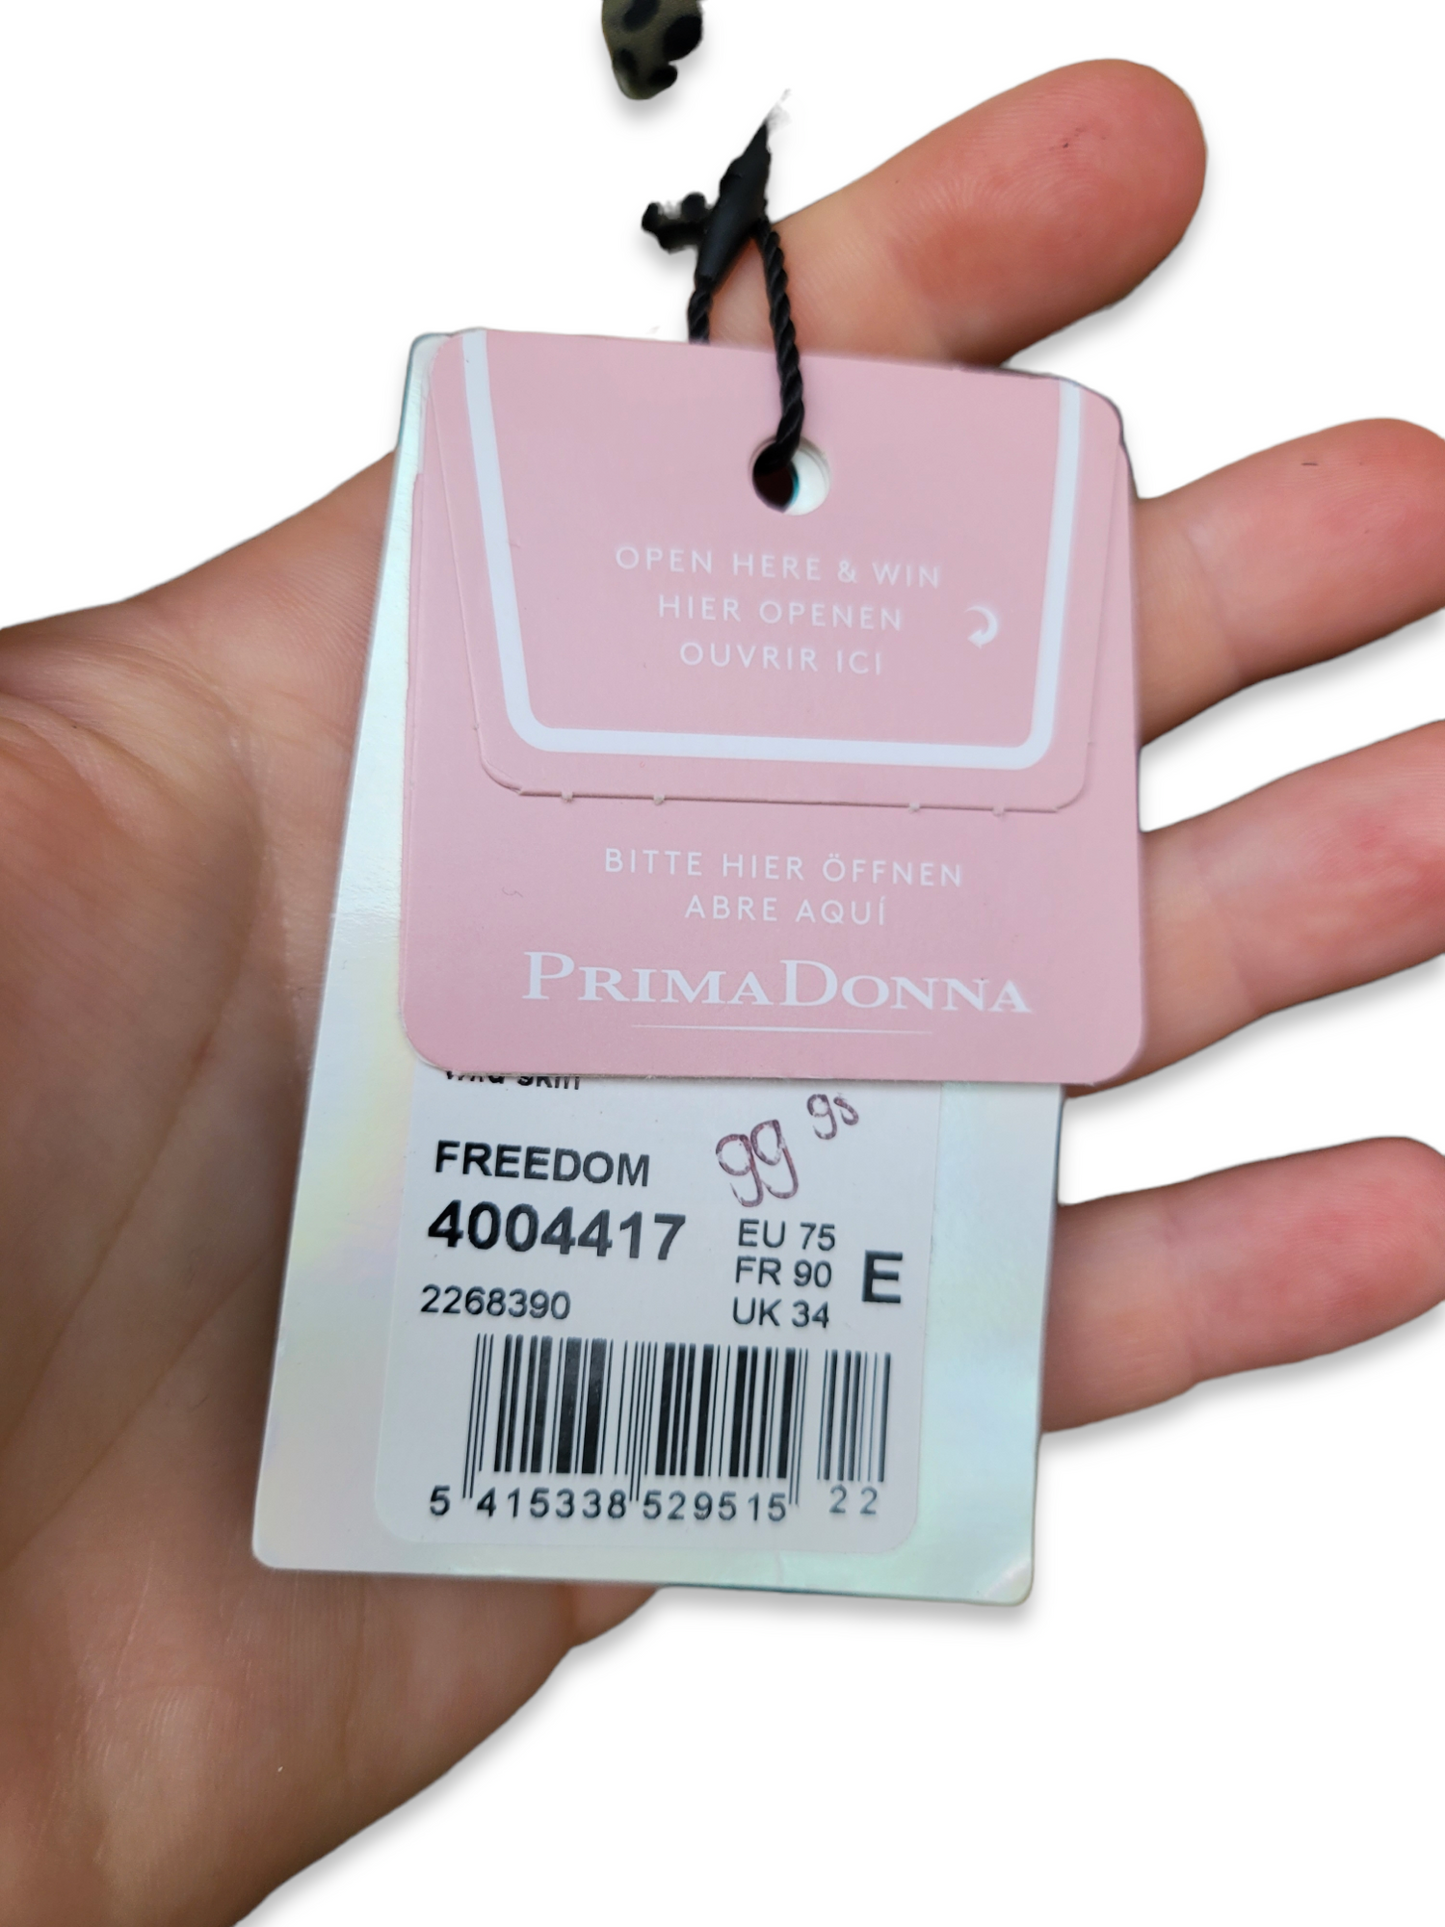 OPEN HERE & WIN
HIER OPENEN
OUVRIR ICI
BITTE HIER ÖFFNEN
ABRE AQUÍ
PRIMADONNA
skin
FREEDOM
99 95
4004417
EU 75
FR 90
E
2268390
UK 34
5 415338 529515 22